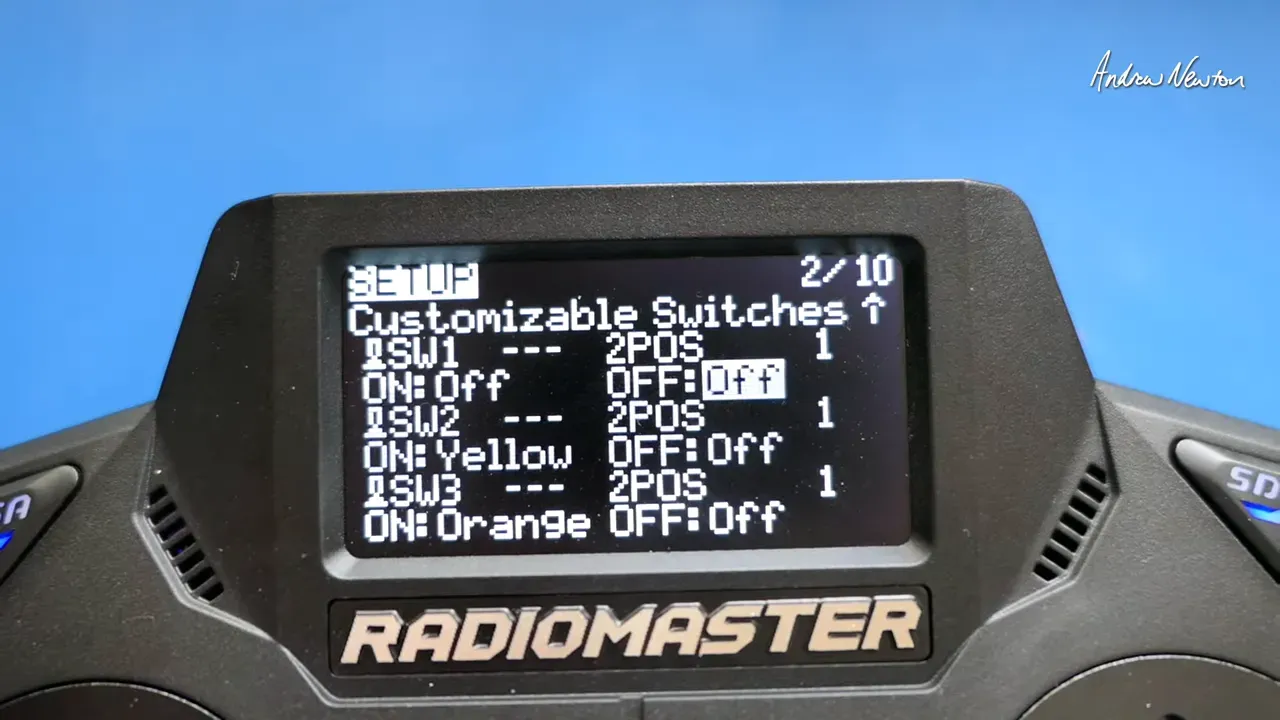 Andrew Newton
SETUP 2/10
Customizable Switches ↑
SW1 --- 2POS 1
ON:Off OFF:Off
SW2 --- 2POS 1
ON:Yellow OFF:Off
SW3 --- 2POS 1
ON:Orange OFF:Off
SD
RADIOMASTER